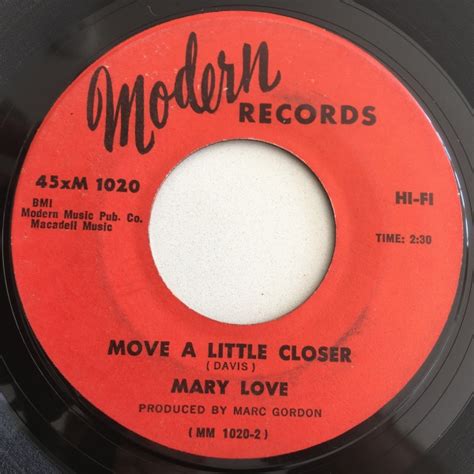 Modern
RECORDS
45xM 1020
BMI
Modern Music Pub. Co.
Macadell Music
HI-FI
TIME: 2:30
MOVE A LITTLE CLOSER
(DAVIS)
MARY LOVE
PRODUCED BY MARC GORDON
(MM 1020-2)